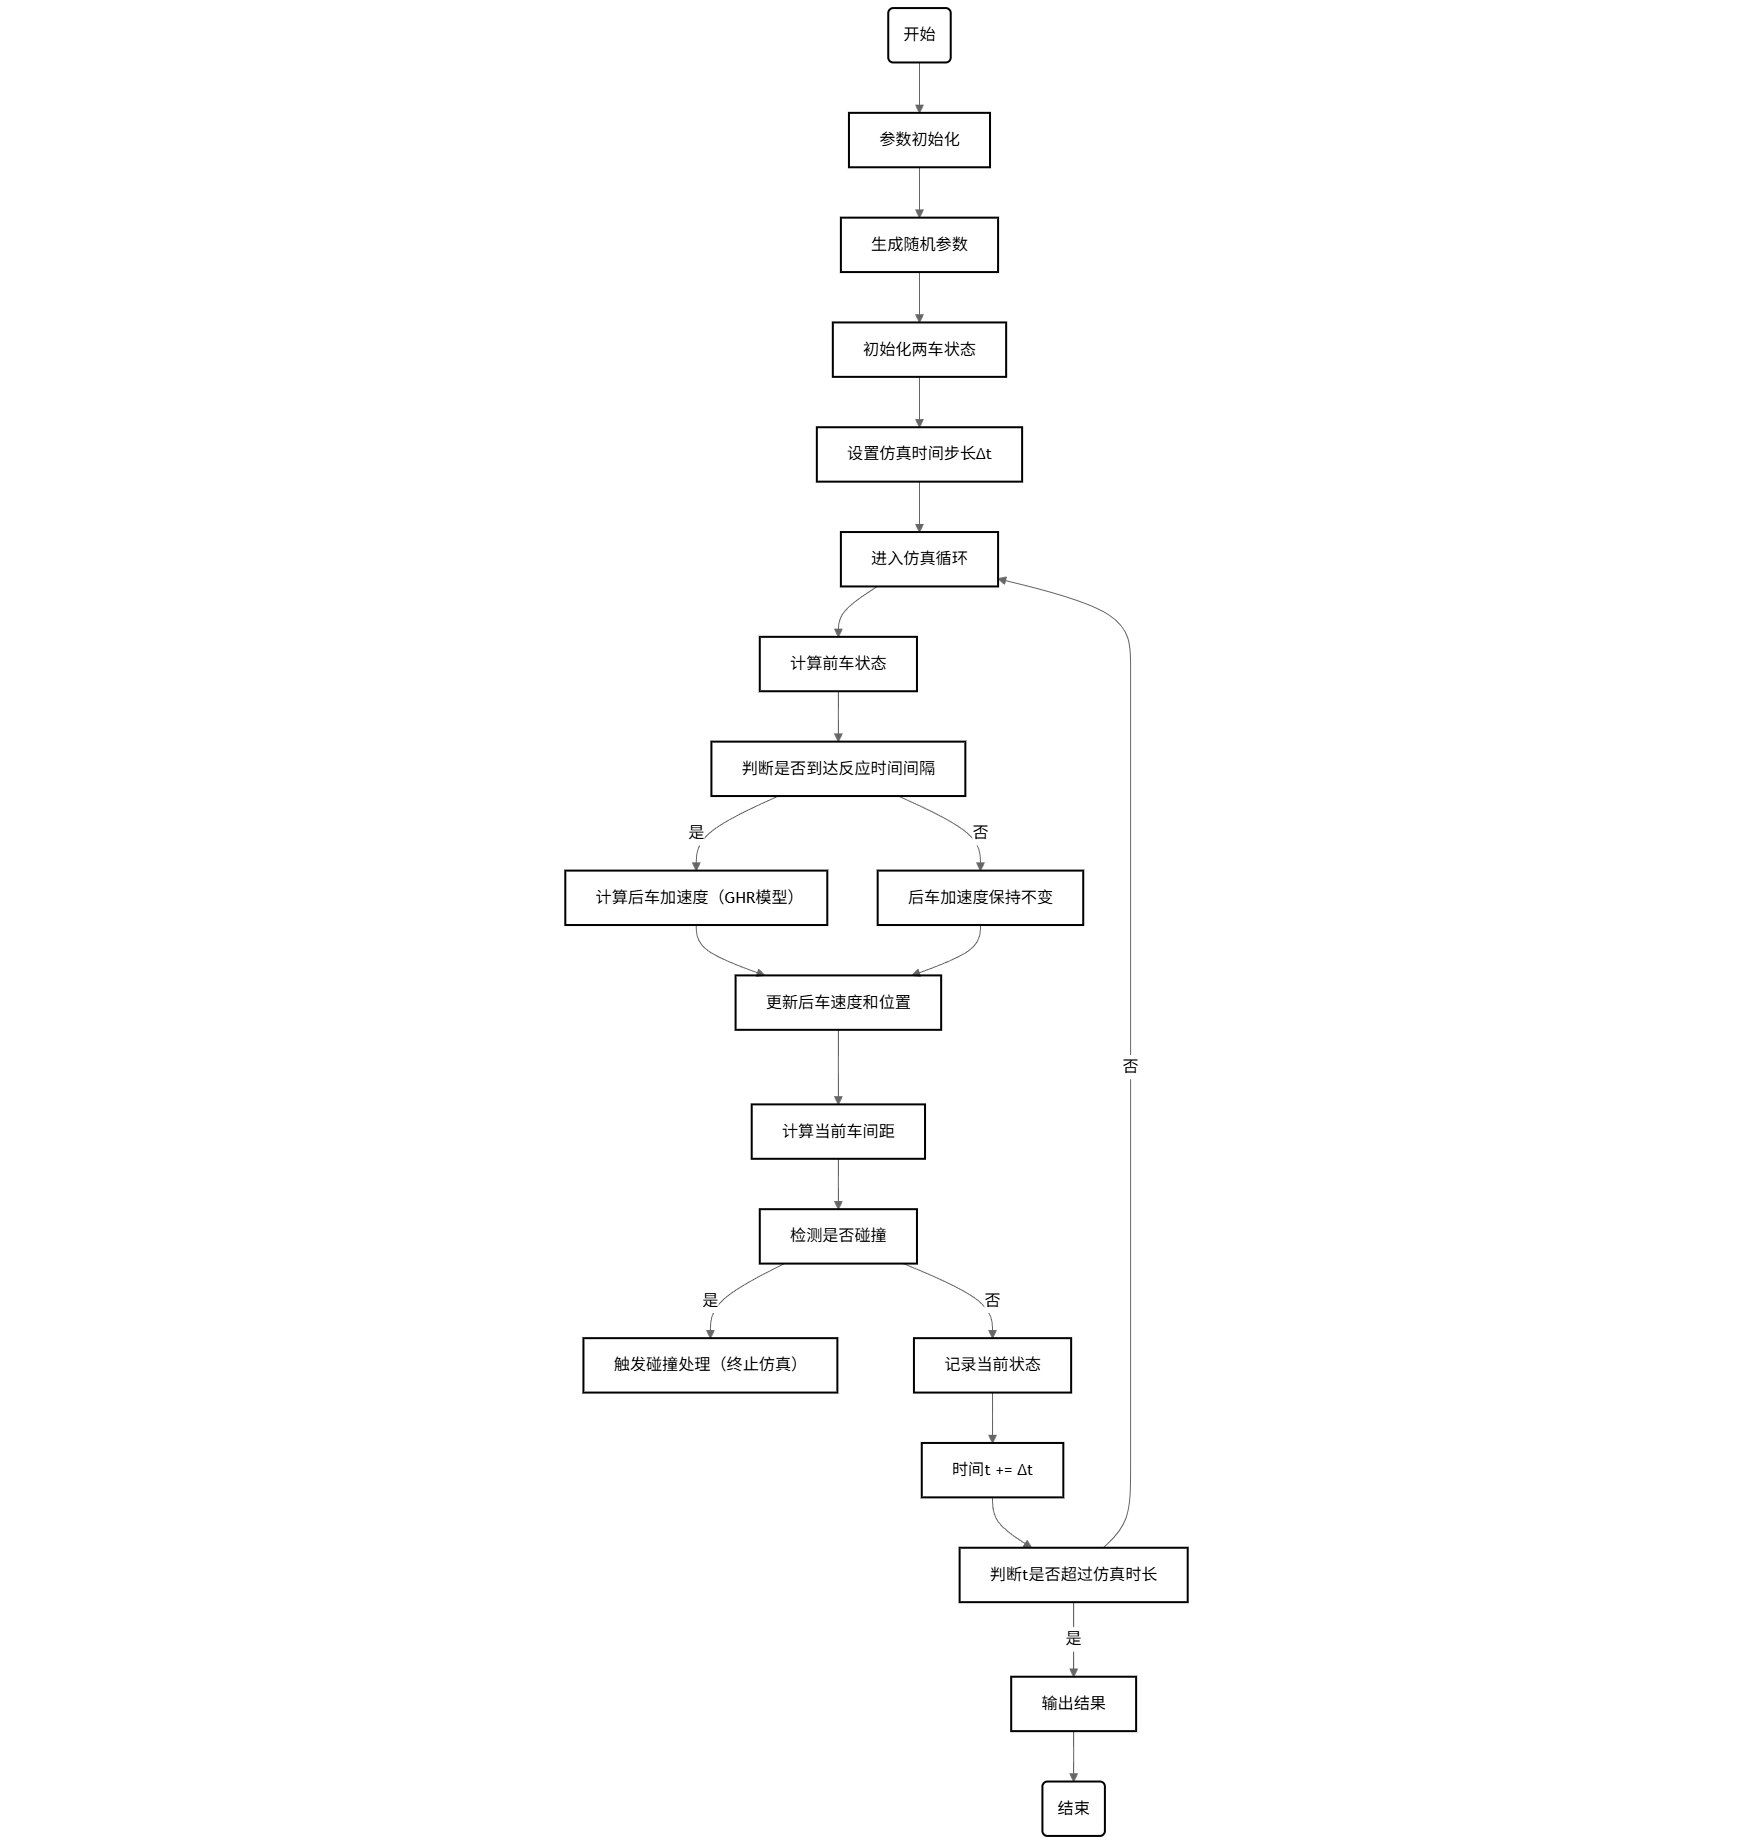 开始
参数初始化
生成随机参数
初始化两车状态
设置仿真时间步长Δt
进入仿真循环
计算前车状态
判断是否到达反应时间间隔
是
否
计算后车加速度（GHR模型）
后车加速度保持不变
更新后车速度和位置
否
计算当前车间距
检测是否碰撞
是
否
触发碰撞处理（终止仿真）
记录当前状态
时间t += Δt
判断t是否超过仿真时长
是
输出结果
结束